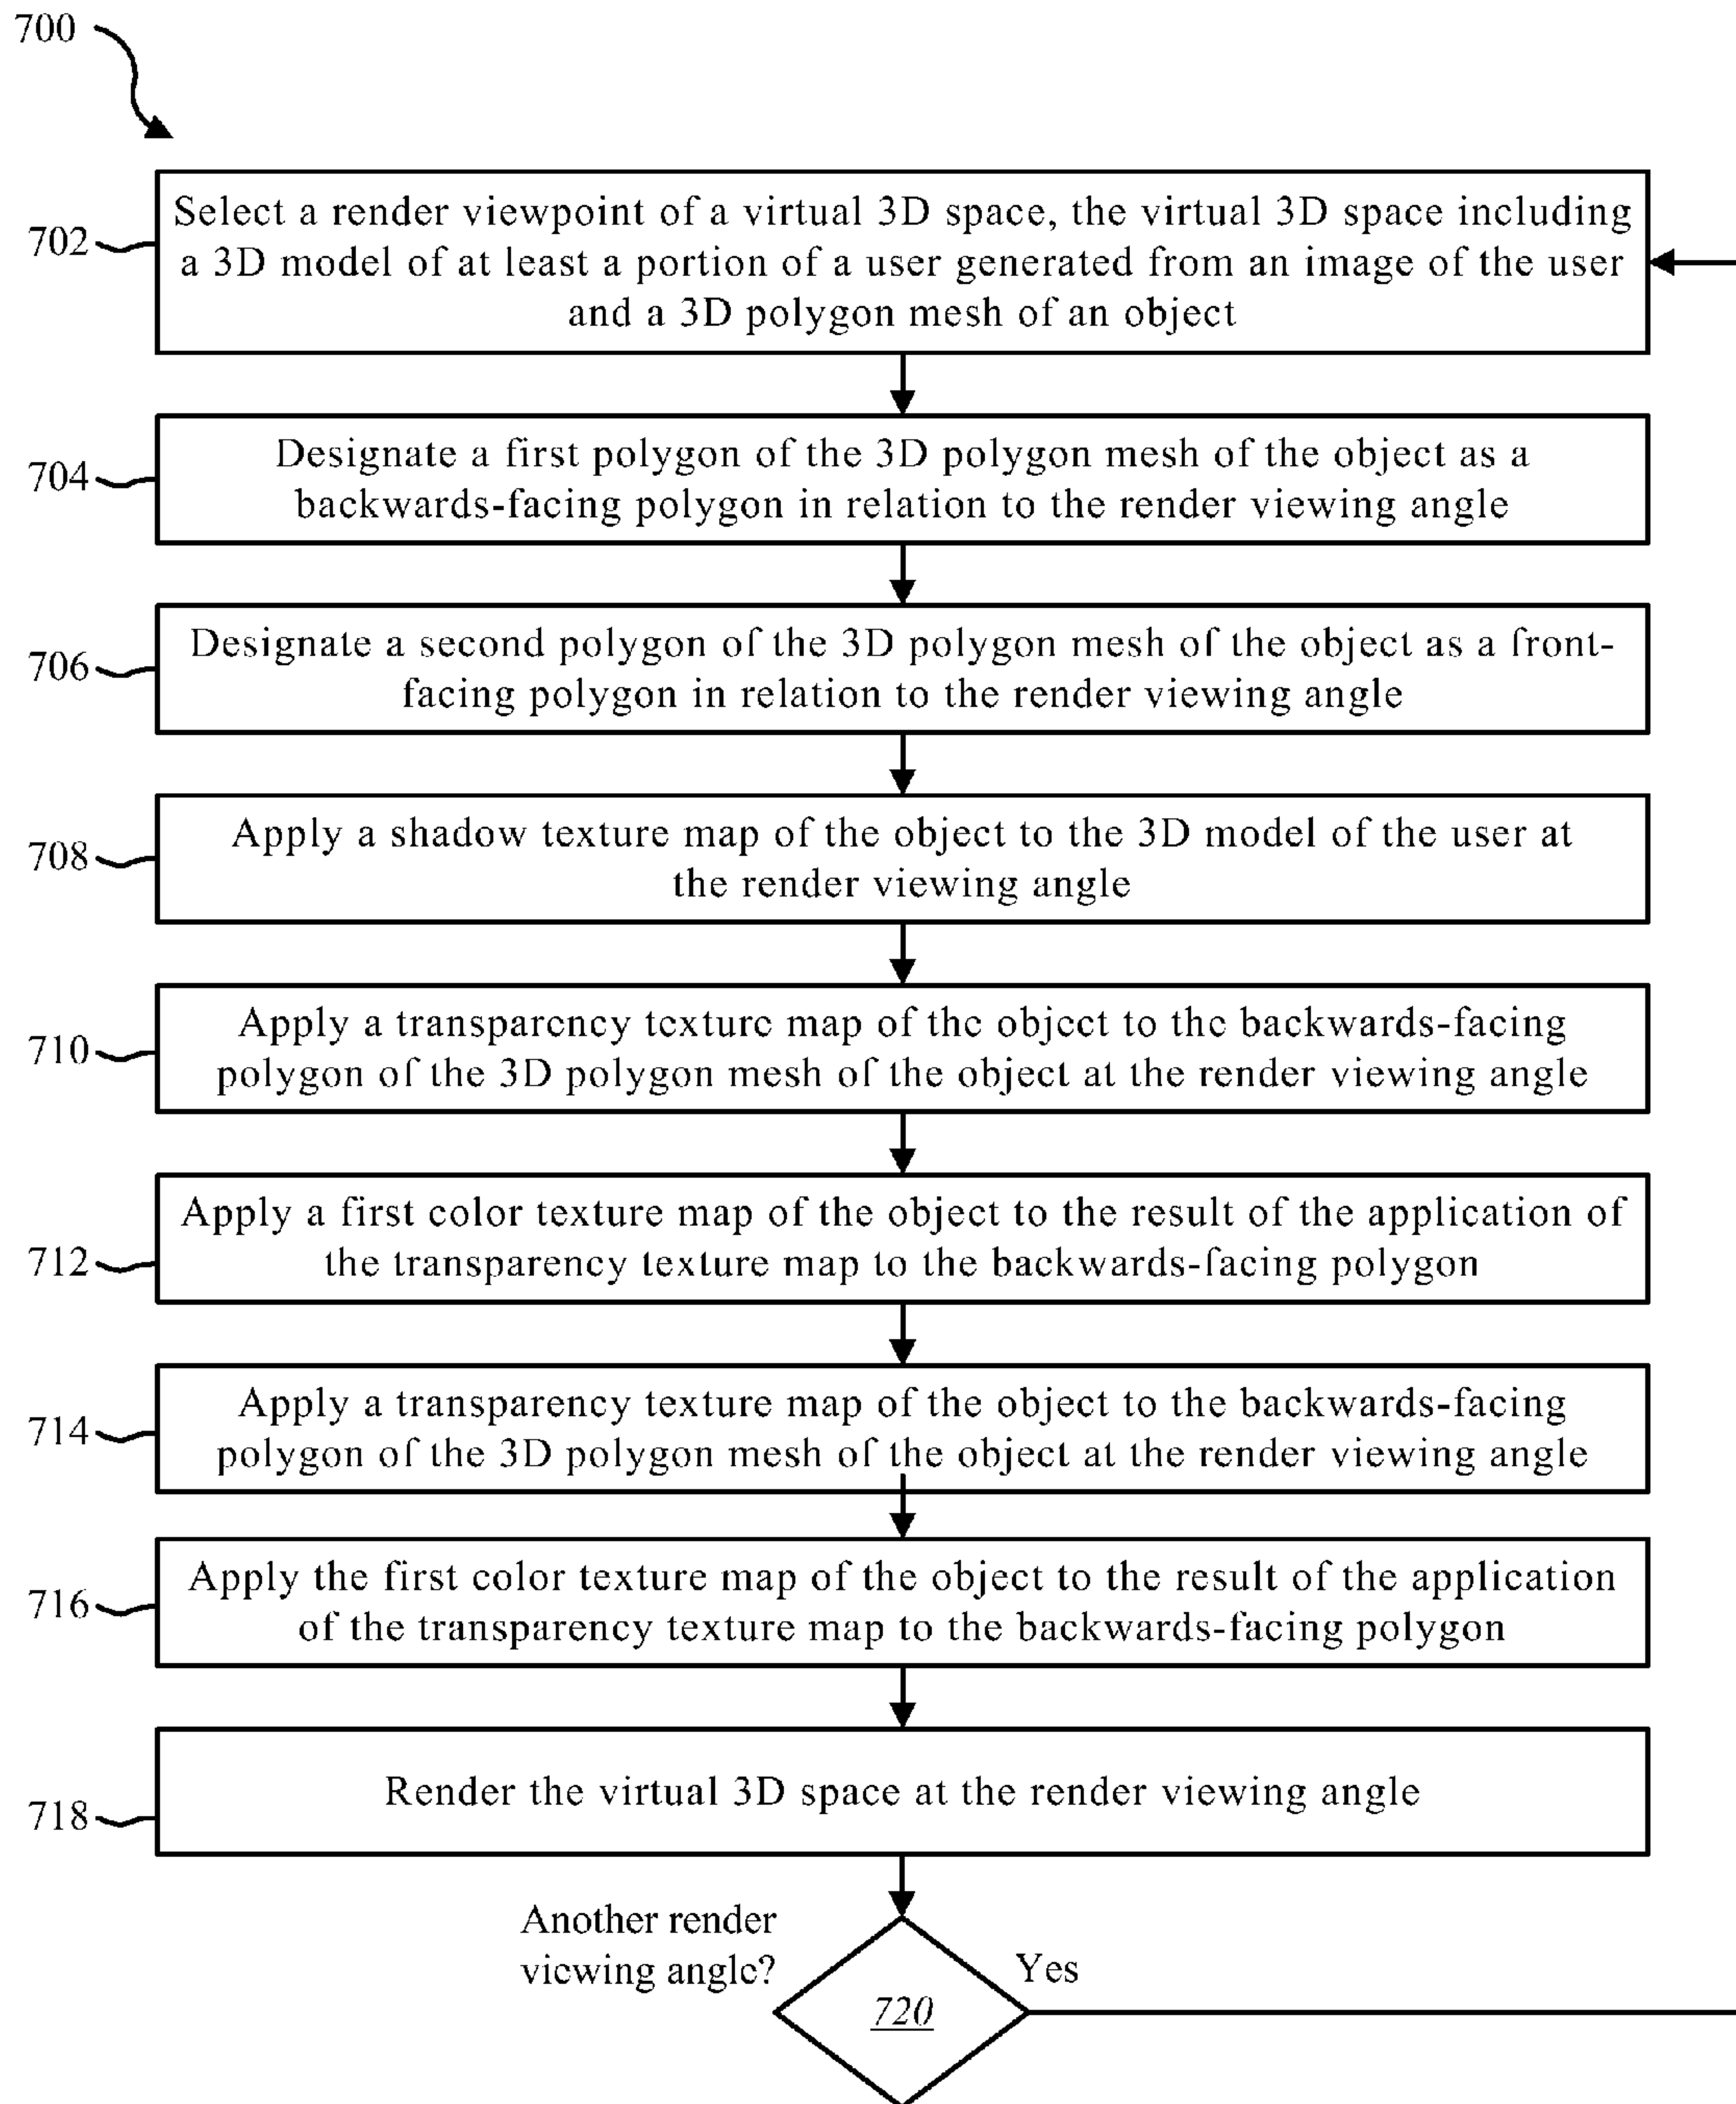 700
702
Select a render viewpoint of a virtual 3D space, the virtual 3D space including
a 3D model of at least a portion of a user generated from an image of the user
and a 3D polygon mesh of an object
704
Designate a first polygon of the 3D polygon mesh of the object as a
backwards-facing polygon in relation to the render viewing angle
706
Designate a second polygon of the 3D polygon mesh of the object as a front-
facing polygon in relation to the render viewing angle
708
Apply a shadow texture map of the object to the 3D model of the user at
the render viewing angle
710
Apply a transparency texture map of the object to the backwards-facing
polygon of the 3D polygon mesh of the object at the render viewing angle
712
Apply a first color texture map of the object to the result of the application of
the transparency texture map to the backwards-facing polygon
714
Apply a transparency texture map of the object to the backwards-facing
polygon of the 3D polygon mesh of the object at the render viewing angle
716
Apply the first color texture map of the object to the result of the application
of the transparency texture map to the backwards-facing polygon
718
Render the virtual 3D space at the render viewing angle
Another render
viewing angle?
Yes
720